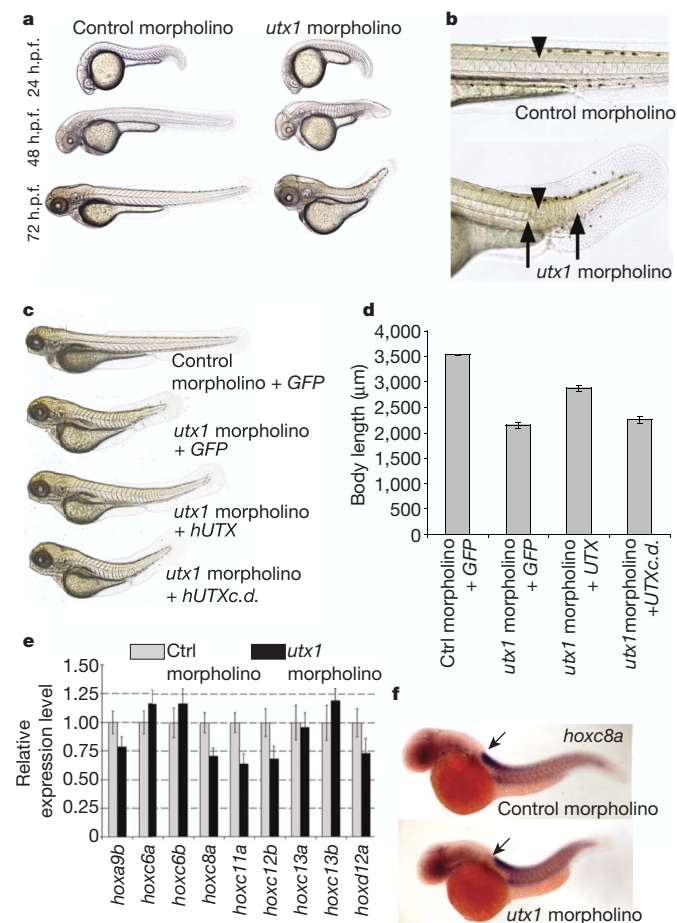 a
Control morpholino
utx1 morpholino
24 h.p.f.
48 h.p.f.
72 h.p.f.
b
Control morpholino
utx1 morpholino
c
Control
morpholino + GFP
utx1 morpholino
+ GFP
utx1 morpholino
+ hUTX
utx1 morpholino
+ hUTXc.d.
d
Body length (μm)
4,000
3,500
3,000
2,500
2,000
1,500
1,000
500
0
Ctrl morpholino
+ GFP
utx1 morpholino
+ GFP
utx1 morpholino
+ UTX
utx1 morpholino
+UTXc.d.
e
Ctrl
morpholino
utx1
morpholino
Relative
expression level
1.50
1.25
1.00
0.75
0.50
0.25
0
hoxa9b
hoxc6a
hoxc6b
hoxc8a
hoxc11a
hoxc12b
hoxc13a
hoxc13b
hoxd12a
f
hoxc8a
Control morpholino
utx1 morpholino